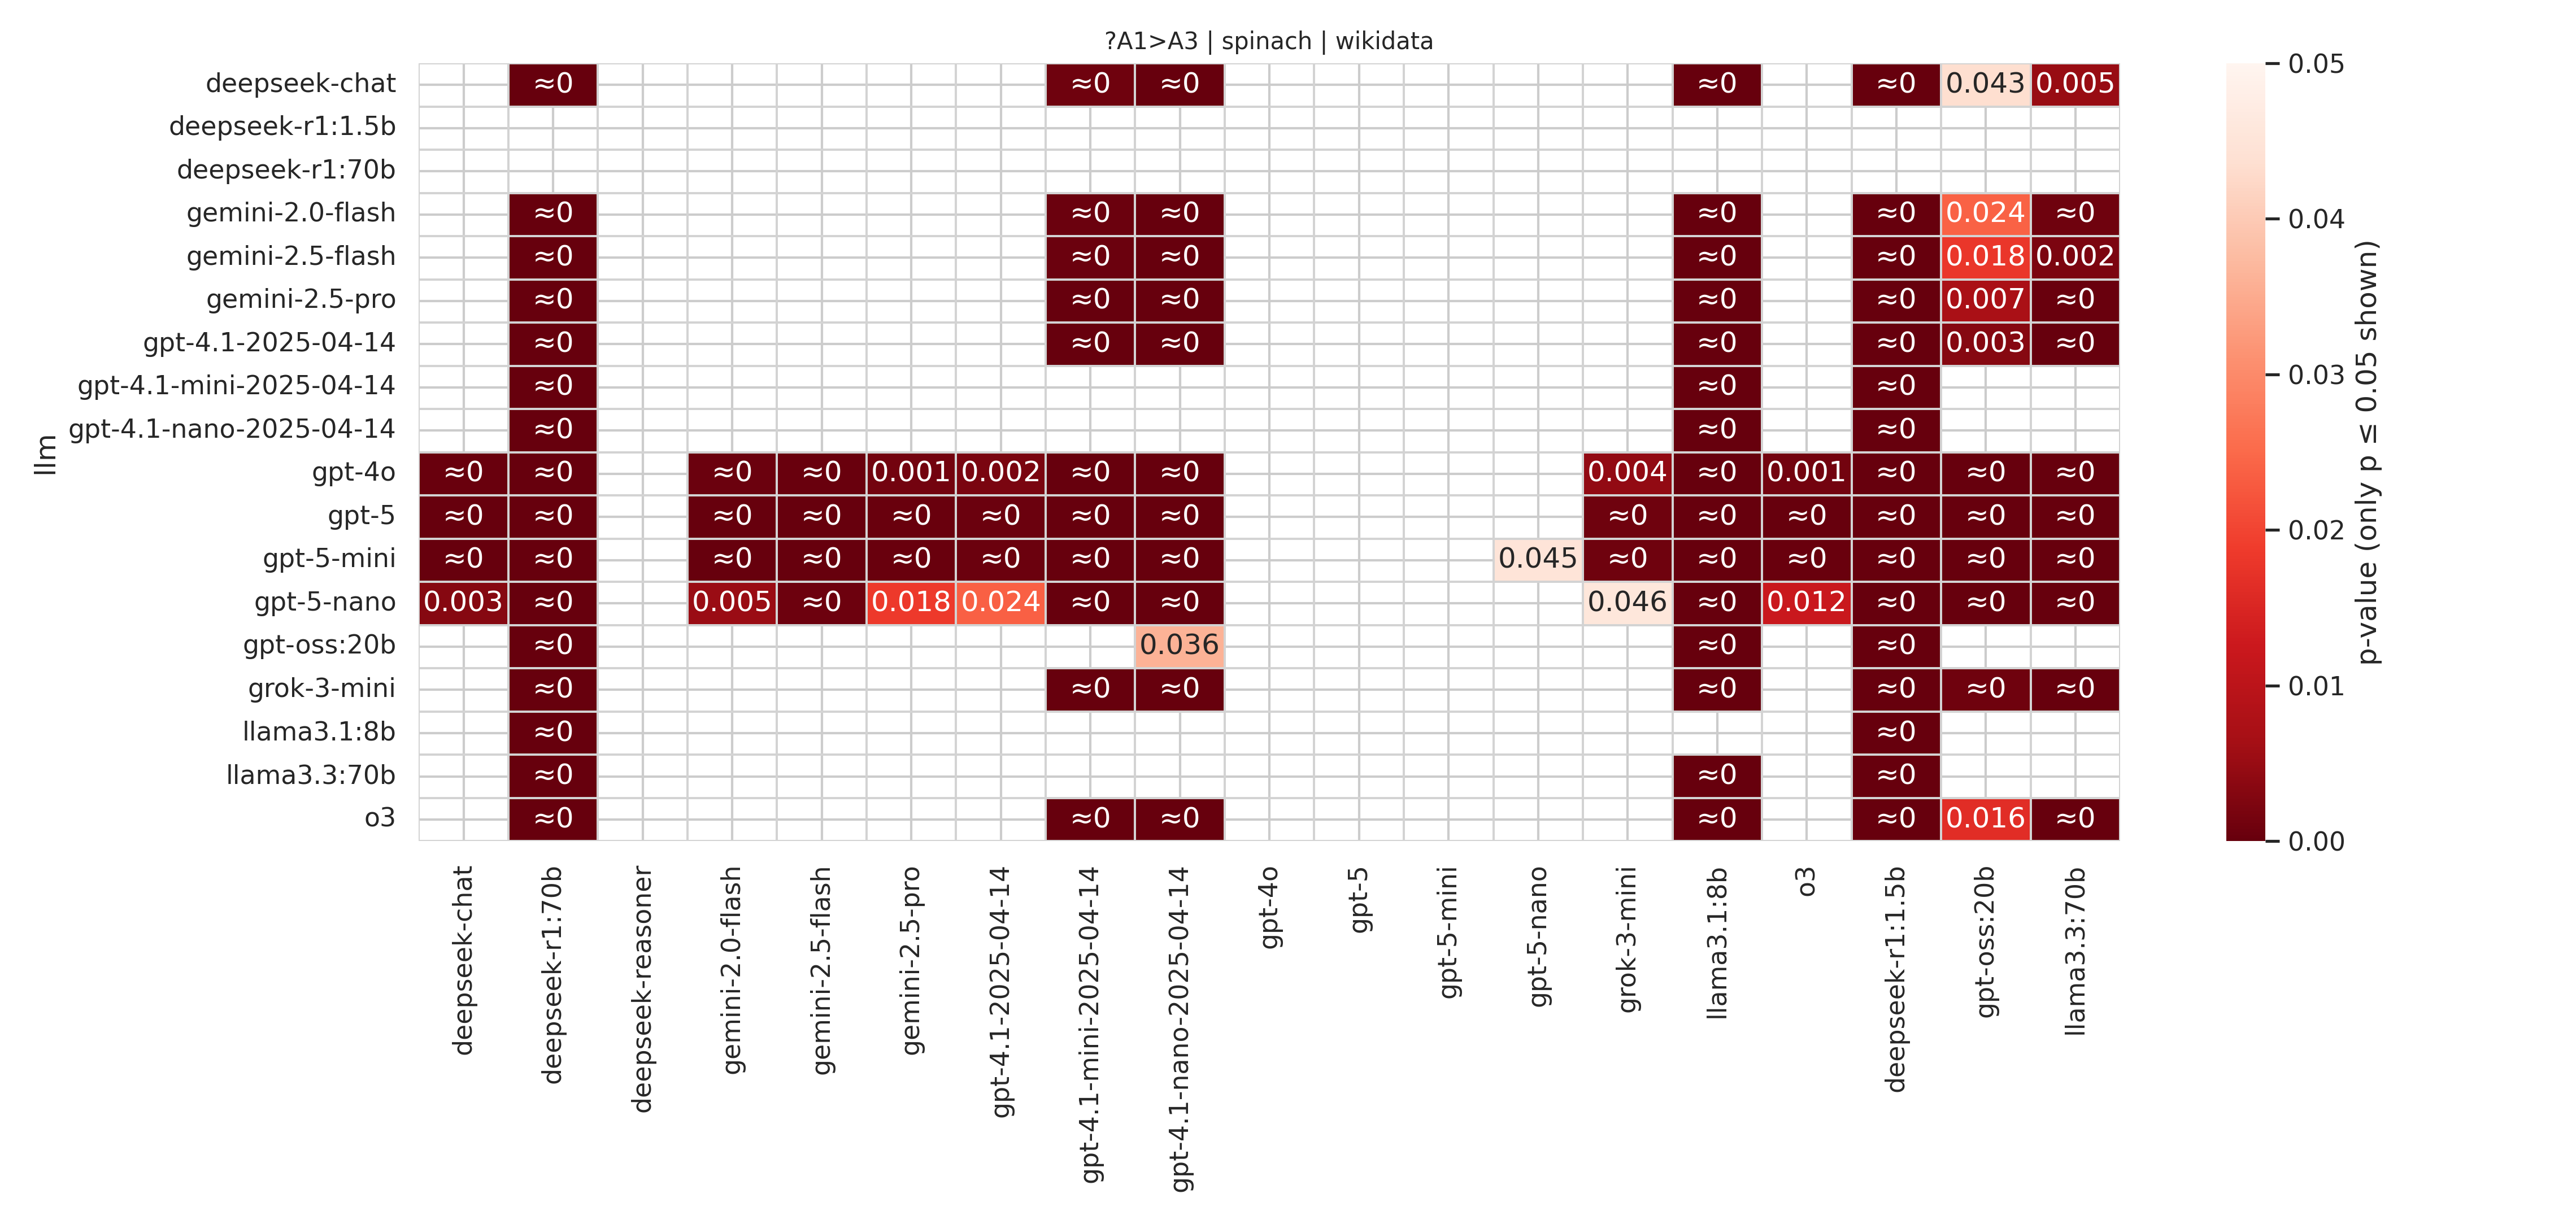 ?A1>A3 | spinach | wikidata
deepseek-chat ≈0 ≈0 ≈0 ≈0 ≈0 0.043 0.005
deepseek-r1:1.5b
deepseek-r1:70b
gemini-2.0-flash ≈0 ≈0 ≈0 ≈0 ≈0 0.024 ≈0
gemini-2.5-flash ≈0 ≈0 ≈0 ≈0 ≈0 0.018 0.002
gemini-2.5-pro ≈0 ≈0 ≈0 ≈0 ≈0 0.007 ≈0
gpt-4.1-2025-04-14 ≈0 ≈0 ≈0 ≈0 ≈0 0.003 ≈0
gpt-4.1-mini-2025-04-14 ≈0 ≈0 ≈0
gpt-4.1-nano-2025-04-14 ≈0 ≈0 ≈0
gpt-4o ≈0 ≈0 ≈0 ≈0 0.001 0.002 ≈0 ≈0 0.004 ≈0 0.001 ≈0 ≈0 ≈0
gpt-5 ≈0 ≈0 ≈0 ≈0 ≈0 ≈0 ≈0 ≈0 ≈0 ≈0 ≈0 ≈0 ≈0 ≈0
gpt-5-mini ≈0 ≈0 ≈0 ≈0 ≈0 ≈0 ≈0 ≈0 0.045 ≈0 ≈0 ≈0 ≈0 ≈0 ≈0
gpt-5-nano 0.003 ≈0 0.005 ≈0 0.018 0.024 ≈0 ≈0 0.046 ≈0 0.012 ≈0 ≈0 ≈0
gpt-oss:20b ≈0 0.036 ≈0 ≈0
grok-3-mini ≈0 ≈0 ≈0 ≈0 ≈0 ≈0 ≈0
llama3.1:8b ≈0 ≈0
llama3.3:70b ≈0 ≈0 ≈0
o3 ≈0 ≈0 ≈0 ≈0 ≈0 0.016 ≈0
llm
deepseek-chat
deepseek-r1:70b
deepseek-reasoner
gemini-2.0-flash
gemini-2.5-flash
gemini-2.5-pro
gpt-4.1-2025-04-14
gpt-4.1-mini-2025-04-14
gpt-4.1-nano-2025-04-14
gpt-4o
gpt-5
gpt-5-mini
gpt-5-nano
grok-3-mini
llama3.1:8b
o3
deepseek-r1:1.5b
gpt-oss:20b
llama3.3:70b
0.05
0.04
0.03
0.02
0.01
0.00
p-value (only p ≤ 0.05 shown)